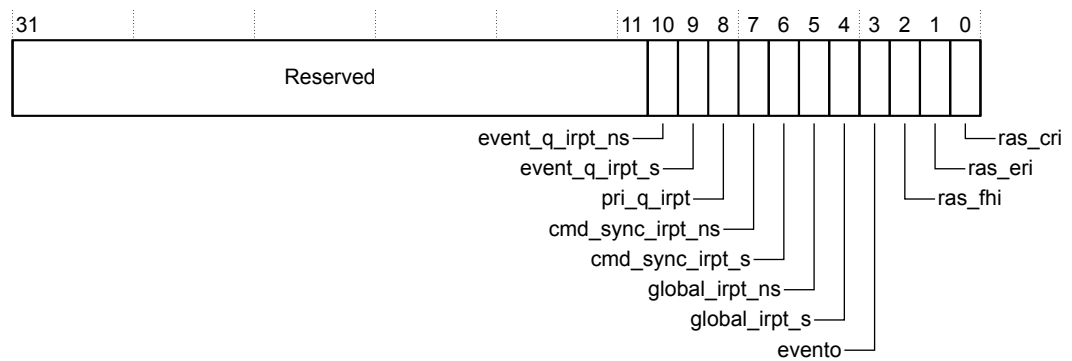 31 11 10 9 8 7 6 5 4 3 2 1 0
Reserved
event_q_irpt_ns ras_cri
event_q_irpt_s ras_eri
pri_q_irpt ras_fhi
cmd_sync_irpt_ns
cmd_sync_irpt_s
global_irpt_ns
global_irpt_s
evento